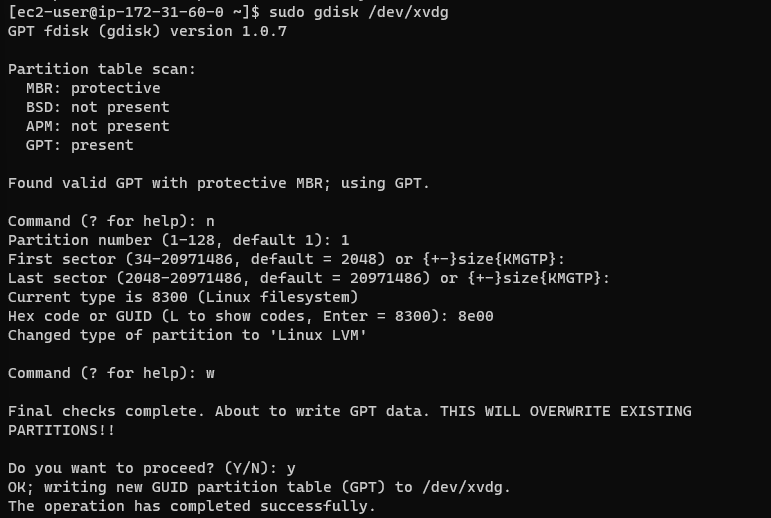 [ec2-user@ip-172-31-60-0 ~]$ sudo gdisk /dev/xvdg
GPT fdisk (gdisk) version 1.0.7
Partition table scan:
  MBR: protective
  BSD: not present
  APM: not present
  GPT: present
Found valid GPT with protective MBR; using GPT.
Command (? for help): n
Partition number (1-128, default 1): 1
First sector (34-20971486, default = 2048) or {+-}size{KMGTP}:
Last sector (2048-20971486, default = 20971486) or {+-}size{KMGTP}:
Current type is 8300 (Linux filesystem)
Hex code or GUID (L to show codes, Enter = 8300): 8e00
Changed type of partition to 'Linux LVM'
Command (? for help): w
Final checks complete. About to write GPT data. THIS WILL OVERWRITE EXISTING
PARTITIONS!!
Do you want to proceed? (Y/N): y
OK; writing new GUID partition table (GPT) to /dev/xvdg.
The operation has completed successfully.